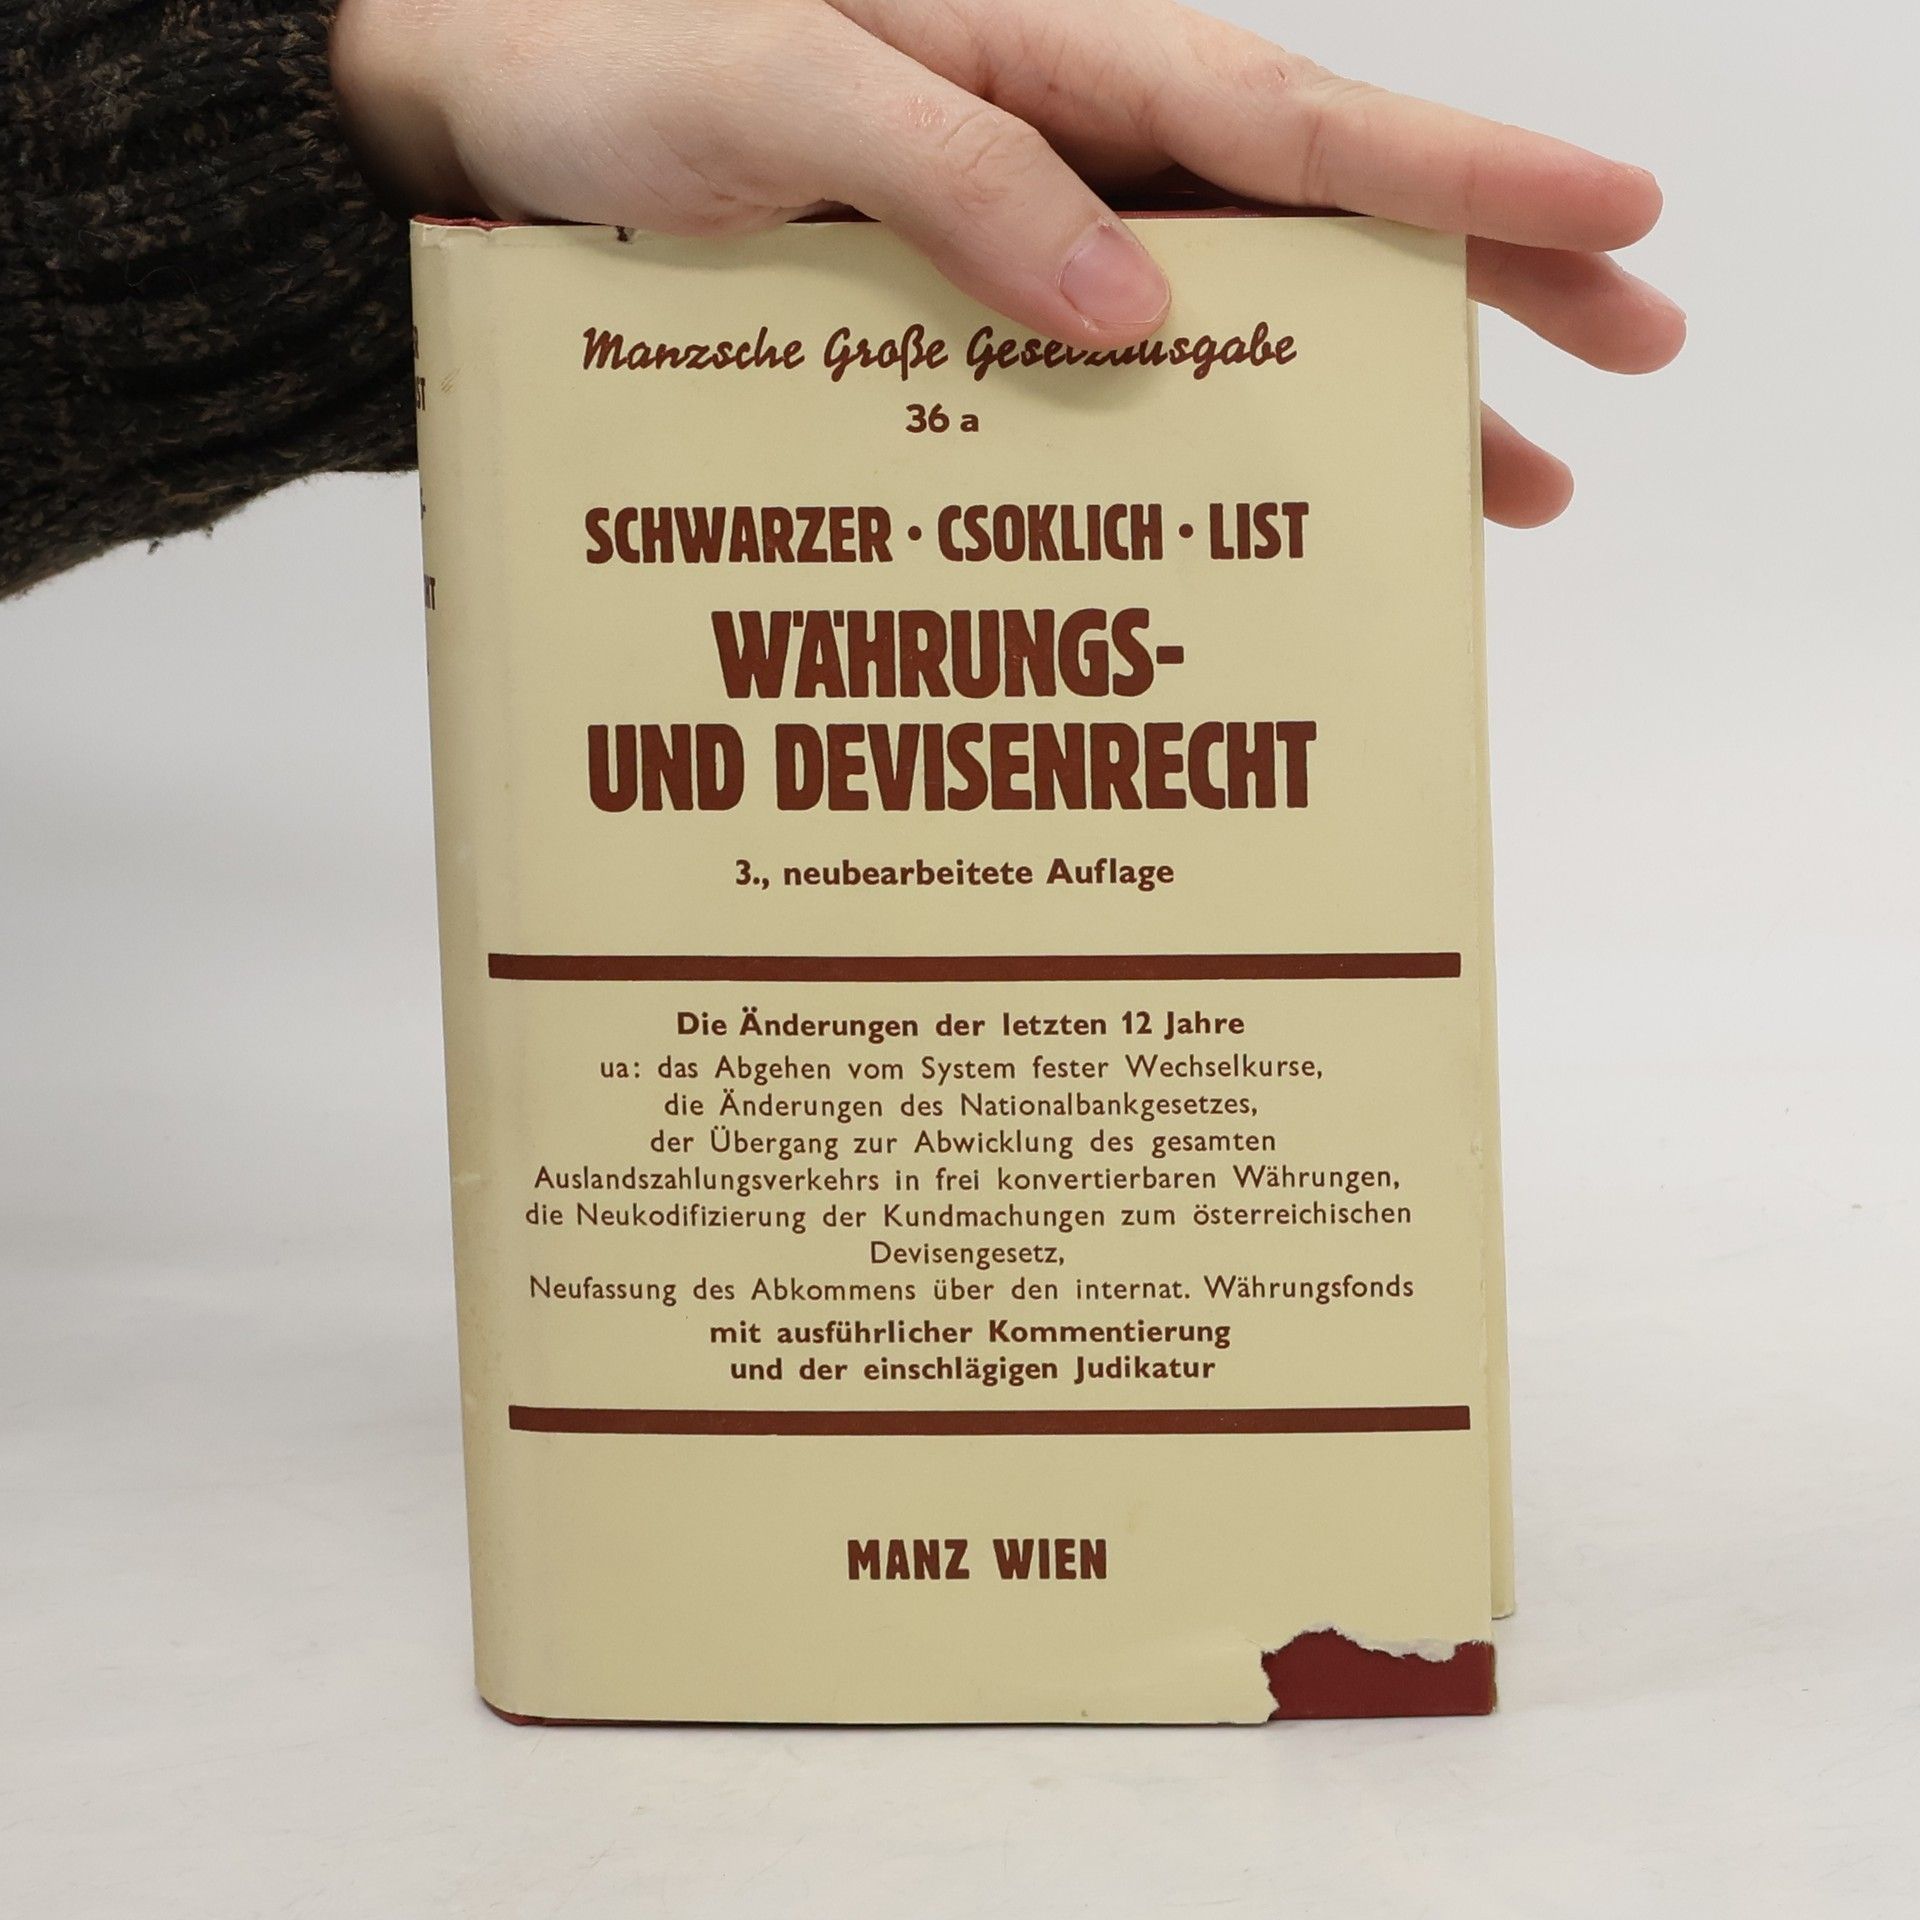 Manzsche Große Gesetzausgabe
36 a
SCHWARZER · CSOKLICH · LIST
WÄHRUNGS-
UND DEVISENRECHT
3., neubearbeitete Auflage
Die Änderungen der letzten 12 Jahre
ua: das Abgehen vom System fester Wechselkurse,
die Änderungen des Nationalbankgesetzes,
der Übergang zur Abwicklung des gesamten
Auslandszahlungsverkehrs in frei konvertierbaren Währungen,
die Neukodifizierung der Kundmachungen zum österreichischen
Devisengesetz,
Neufassung des Abkommens über den internat. Währungsfonds
mit ausführlicher Kommentierung
und der einschlägigen Judikatur
MANZ WIEN